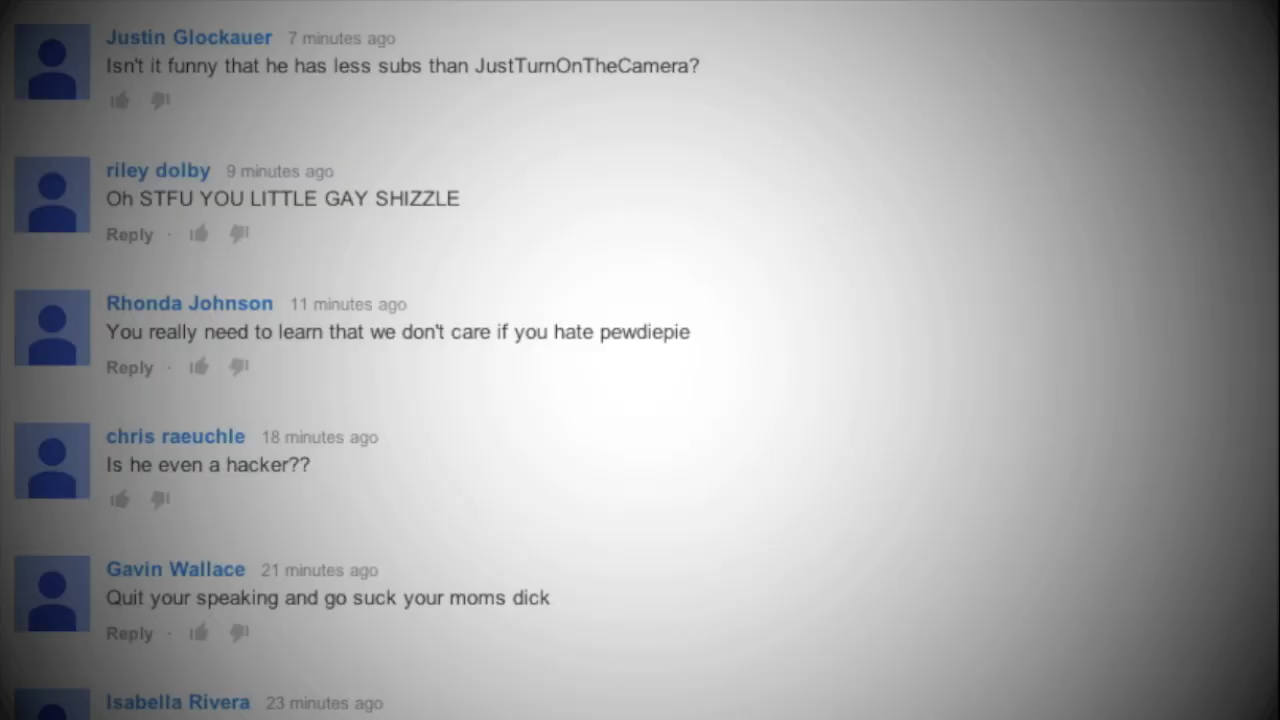 Justin Glockauer 7 minutes ago
Isn't it funny that he has less subs than JustTurnOnTheCamera?
riley dolby 9 minutes ago
Oh STFU YOU LITTLE GAY SHIZZLE
Reply ·
Rhonda Johnson 11 minutes ago
You really need to learn that we don't care if you hate pewdiepie
Reply ·
chris raeuchle 18 minutes ago
Is he even a hacker??
Gavin Wallace 21 minutes ago
Quit your speaking and go suck your moms dick
Reply ·
Isabella Rivera 23 minutes ago